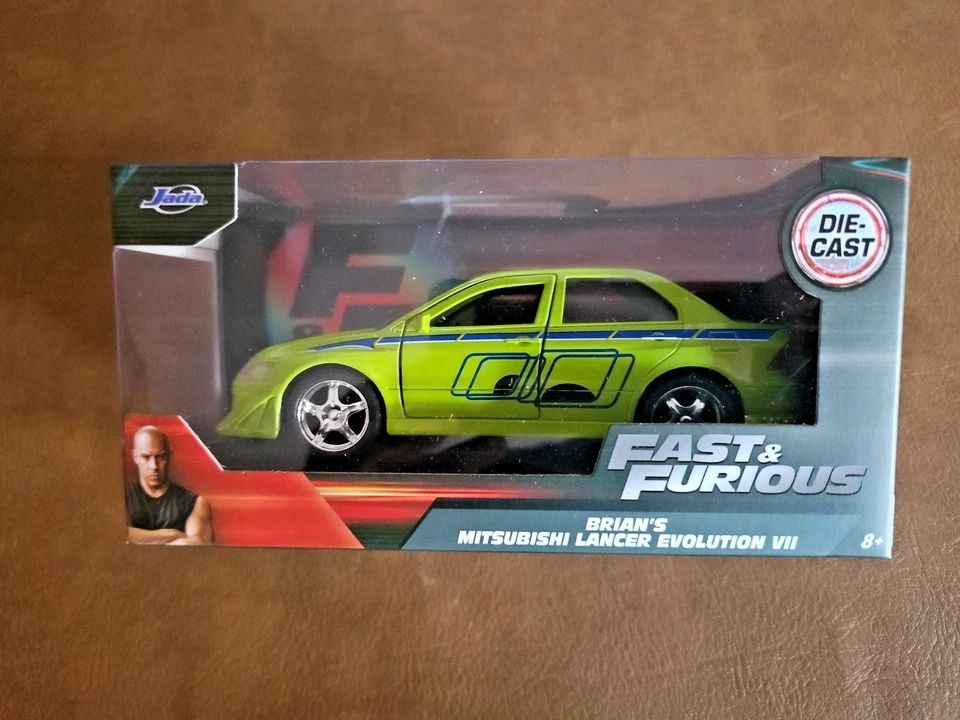 Jada
DIE-
CAST
FAST &
FURIOUS
BRIAN'S
MITSUBISHI LANCER EVOLUTION VII
8+